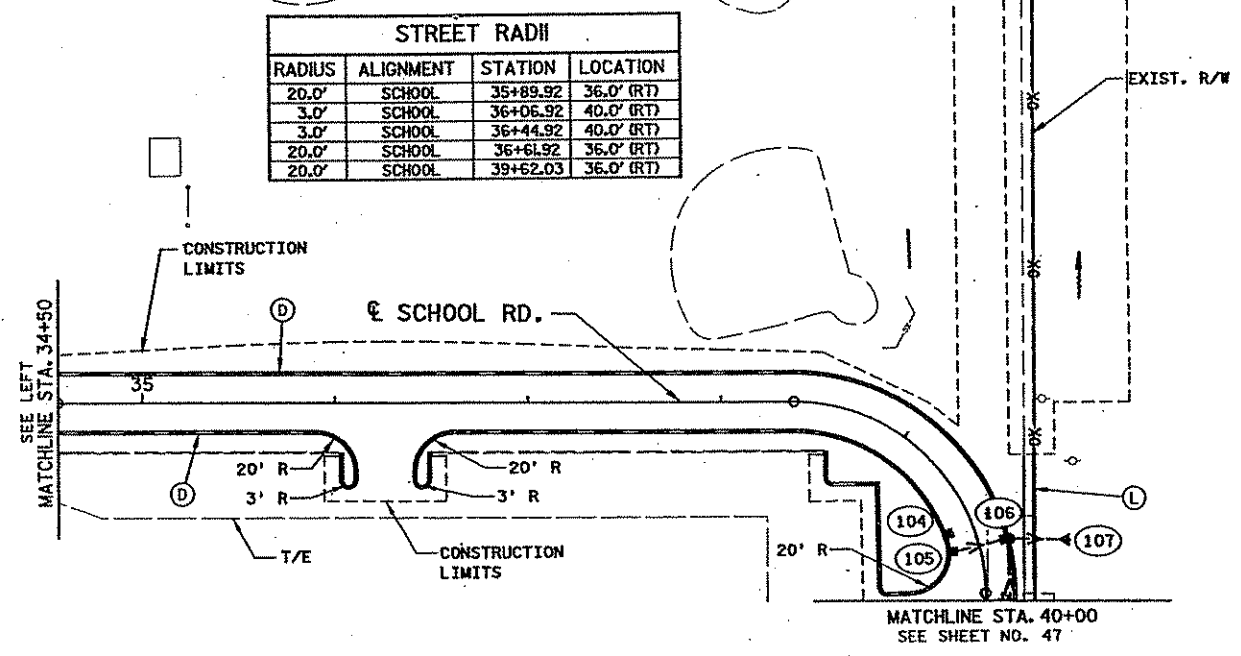 STREET RADII
RADIUS ALIGNMENT STATION LOCATION
20.0' SCHOOL 35+89.92 36.0' (RT)
3.0' SCHOOL 36+06.92 40.0' (RT)
3.0' SCHOOL 36+44.92 40.0' (RT)
20.0' SCHOOL 36+61.92 36.0' (RT)
20.0' SCHOOL 39+62.03 36.0' (RT)
EXIST. R/W
CONSTRUCTION
LIMITS
D
℄ SCHOOL RD.
SEE LEFT
MATCHLINE STA. 34+50
35
20' R
20' R
D
3' R
3' R
L
104
106
105
107
T/E
CONSTRUCTION
LIMITS
20' R
MATCHLINE STA. 40+00
SEE SHEET NO. 47